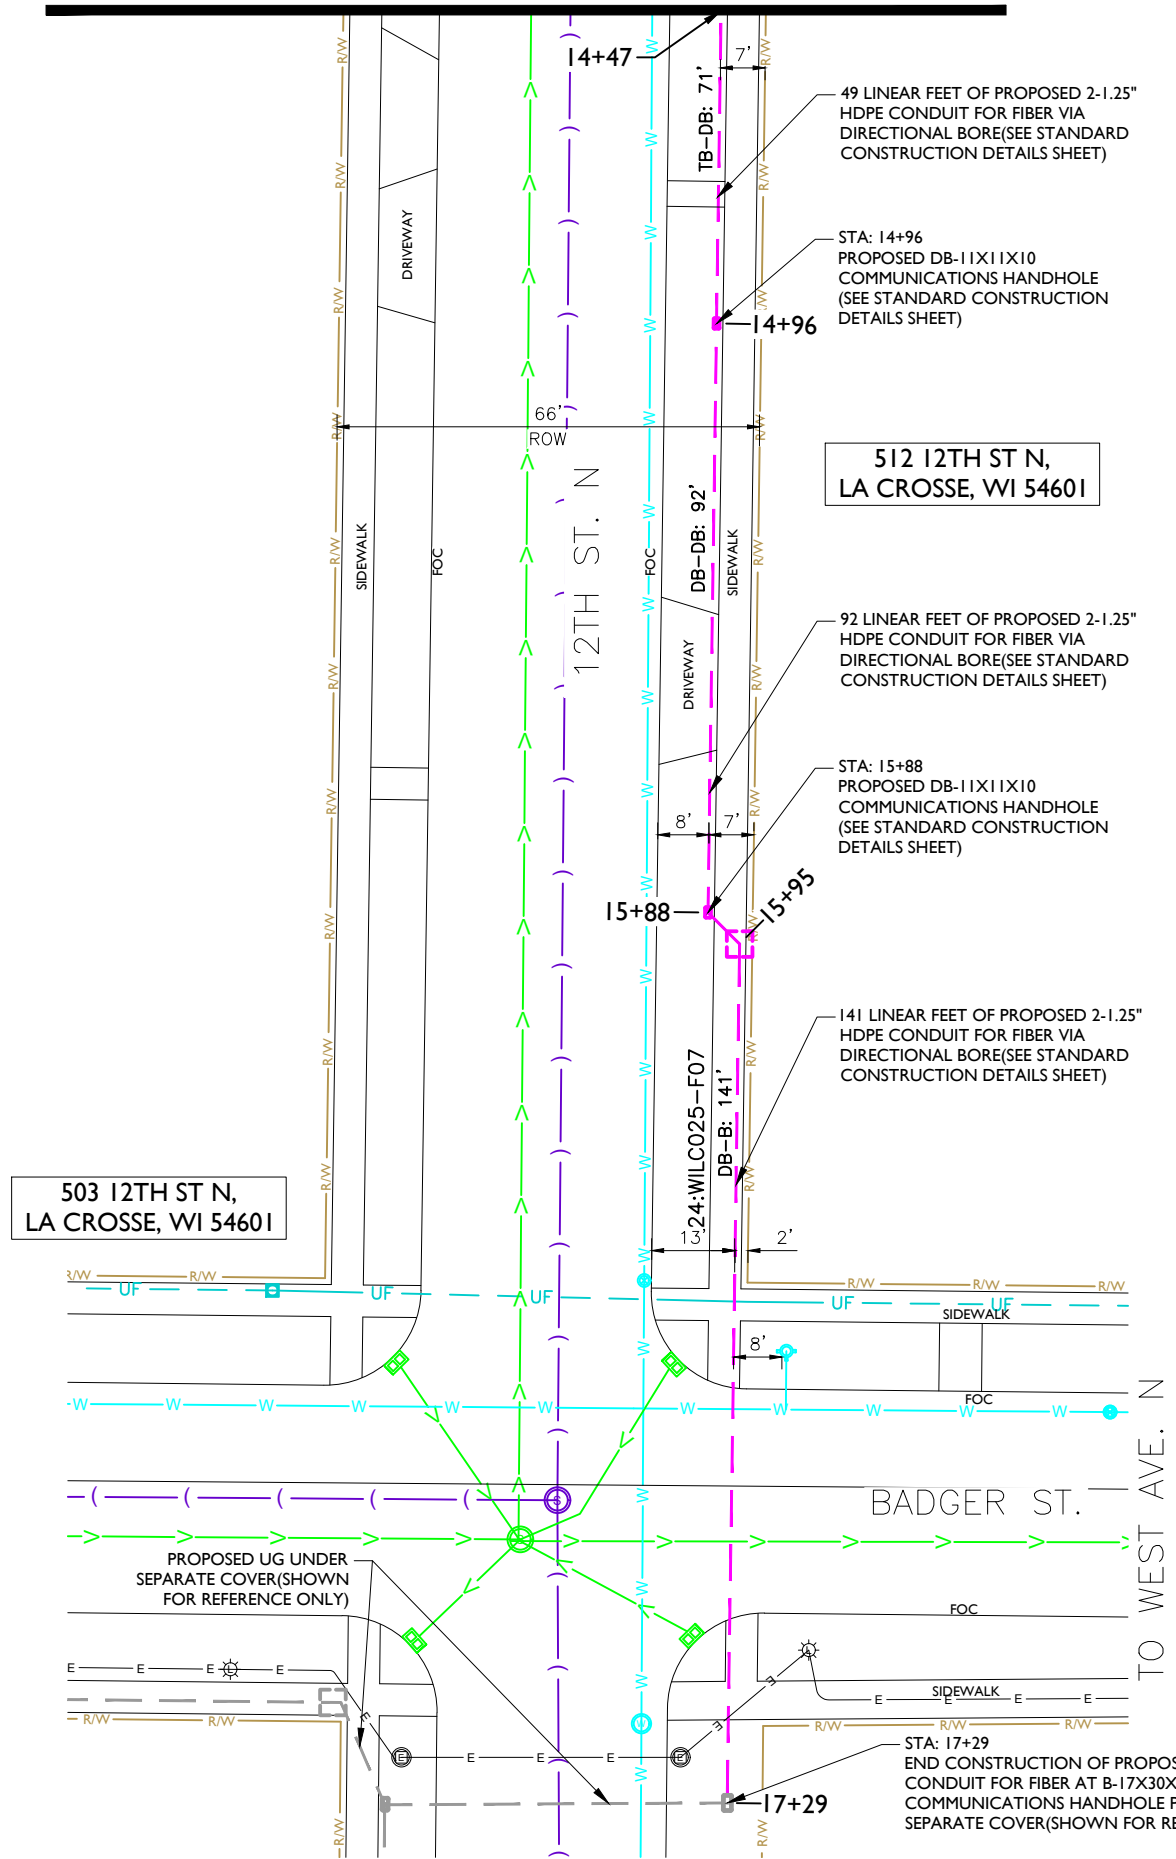 14+47
7'
TB-DB: 71'
49 LINEAR FEET OF PROPOSED 2-1.25"
HDPE CONDUIT FOR FIBER VIA
DIRECTIONAL BORE(SEE STANDARD
CONSTRUCTION DETAILS SHEET)
DRIVEWAY
STA: 14+96
PROPOSED DB-11X11X10
COMMUNICATIONS HANDHOLE
(SEE STANDARD CONSTRUCTION
DETAILS SHEET)
14+96
66'
ROW
512 12TH ST N,
LA CROSSE, WI 54601
12TH ST. N
SIDEWALK
FOC
FOC
DB-DB: 92'
SIDEWALK
92 LINEAR FEET OF PROPOSED 2-1.25"
HDPE CONDUIT FOR FIBER VIA
DIRECTIONAL BORE(SEE STANDARD
CONSTRUCTION DETAILS SHEET)
DRIVEWAY
STA: 15+88
PROPOSED DB-11X11X10
COMMUNICATIONS HANDHOLE
(SEE STANDARD CONSTRUCTION
DETAILS SHEET)
8'
7'
15+88
15+95
141 LINEAR FEET OF PROPOSED 2-1.25"
HDPE CONDUIT FOR FIBER VIA
DIRECTIONAL BORE(SEE STANDARD
CONSTRUCTION DETAILS SHEET)
24:WILC025-F07
DB-B: 141'
503 12TH ST N,
LA CROSSE, WI 54601
13'
2'
R/W
R/W
R/W
R/W
R/W
UF
UF
UF
UF
UF
SIDEWALK
8'
FOC
W
W
W
W
W
W
W
W
W
W
W
BADGER ST.
TO WEST AVE. N
PROPOSED UG UNDER
SEPARATE COVER(SHOWN
FOR REFERENCE ONLY)
FOC
E
E
E
E
SIDEWALK
E
E
E
E
R/W
R/W
R/W
R/W
R/W
E
E
E
E
E
STA: 17+29
END CONSTRUCTION OF PROPOS
CONDUIT FOR FIBER AT B-17X30X
COMMUNICATIONS HANDHOLE P
SEPARATE COVER(SHOWN FOR RE
17+29